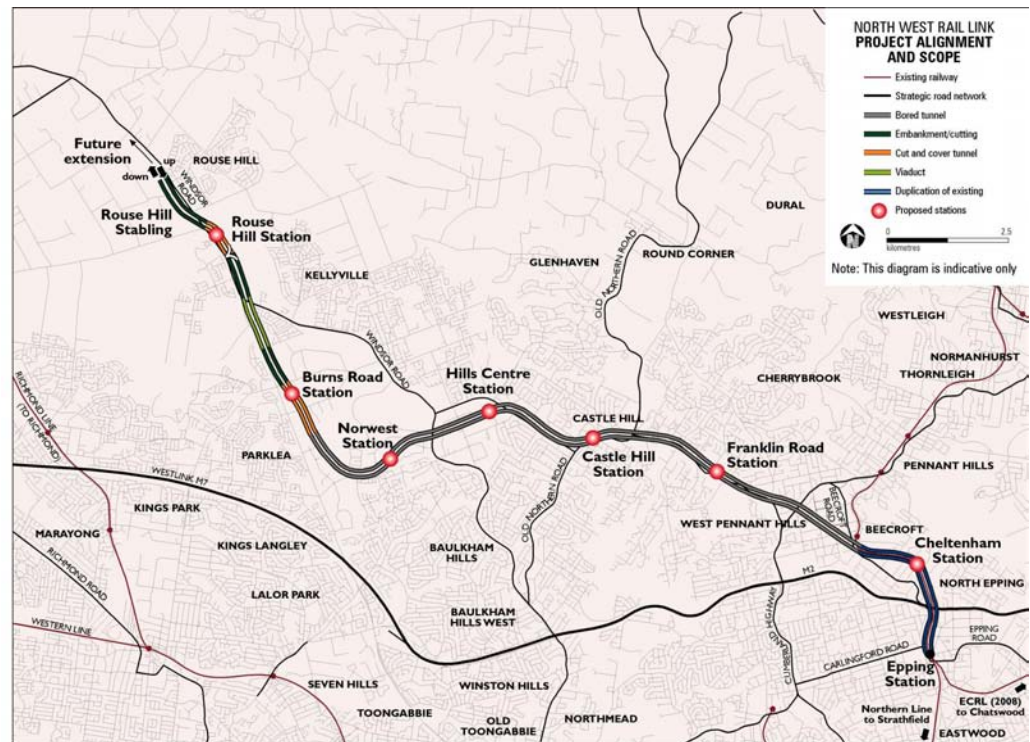 NORTH WEST RAIL LINK
PROJECT ALIGNMENT
AND SCOPE
Existing railway
Strategic road network
Bored tunnel
Embankment/cutting
Cut and cover tunnel
Viaduct
Duplication of existing
Proposed stations
0 2.5
kilometres
Note: This diagram is indicative only
Future
extension
up
down
ROUSE HILL
WINDSOR
ROAD
Rouse Hill
Stabling
Rouse
Hill Station
KELLYVILLE
GLENHAVEN
DURAL
ROUND CORNER
OLD NORTHERN ROAD
WINDSOR ROAD
WESTLEIGH
NORMANHURST
THORNLEIGH
CHERRYBROOK
Burns Road
Station
Hills Centre
Station
Norwest
Station
CASTLE HILL
Castle Hill
Station
Franklin Road
Station
PENNANT HILLS
RICHMOND LINE
(TO RICHMOND)
PARKLEA
WESTLINK M7
KINGS PARK
MARAYONG
KINGS LANGLEY
RICHMOND ROAD
LALOR PARK
BAULKHAM
HILLS
OLD NORTHERN ROAD
WEST PENNANT HILLS
BEECROFT
ROAD
BEECROFT
Cheltenham
Station
NORTH EPPING
M2
BAULKHAM
HILLS WEST
CUMBERLAND HIGHWAY
CARLINGFORD ROAD
EPPING
ROAD
Epping
Station
WESTERN LINE
SEVEN HILLS
WINSTON HILLS
TOONGABBIE
OLD
TOONGABBIE
NORTHMEAD
Northern Line
to Strathfield
ECRL (2008)
to Chatswood
EASTWOOD